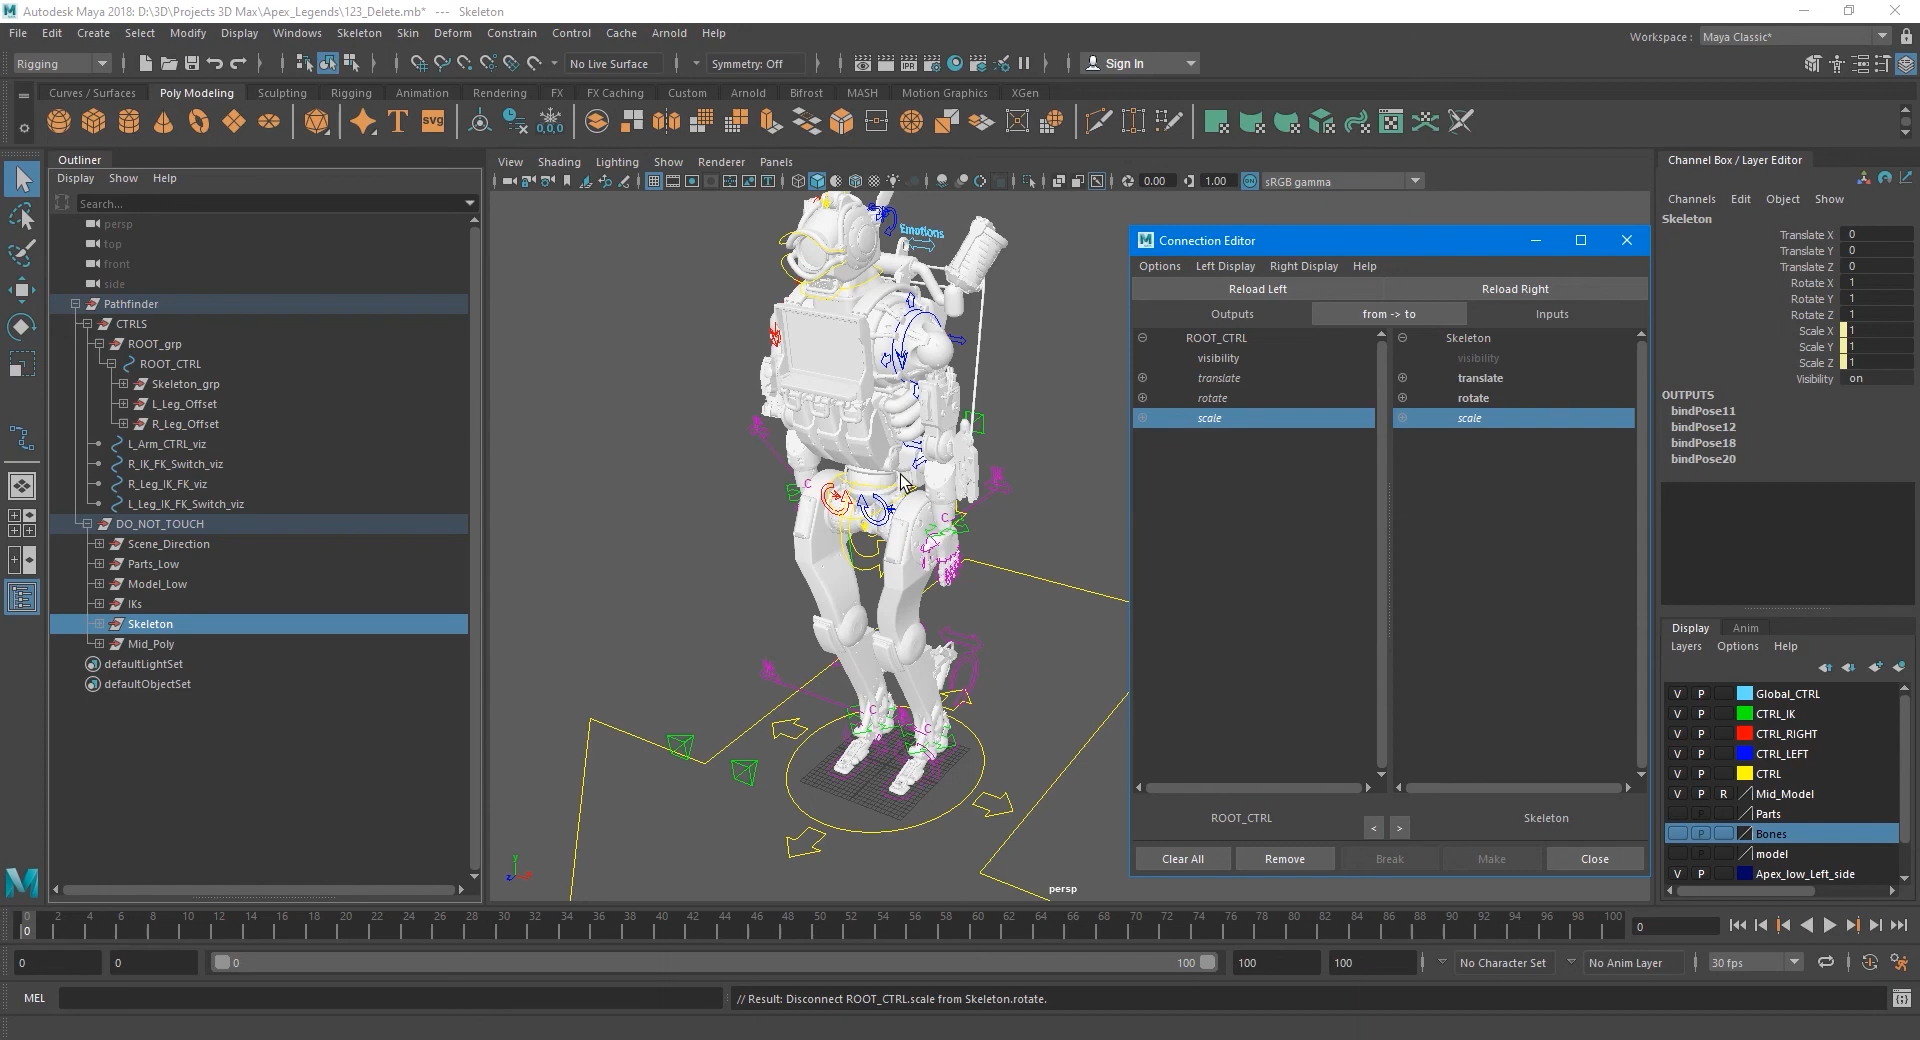 Autodesk Maya 2018: D:\3D\Projects 3D Max\Apex_Legends\123_Delete.mb*   ---   Skeleton
File Edit Create Select Modify Display Windows Skeleton Skin Deform Constrain Control Cache Arnold Help
Workspace : Maya Classic*
Rigging No Live Surface Symmetry: Off IPR Sign In
Curves / Surfaces Poly Modeling Sculpting Rigging Animation Rendering FX FX Caching Custom Arnold Bifrost MASH Motion Graphics XGen
T SVG 0,0,0
Outliner
Display Show Help
Search...
persp
top
front
side
Pathfinder
CTRLS
ROOT_grp
ROOT_CTRL
Skeleton_grp
L_Leg_Offset
R_Leg_Offset
L_Arm_CTRL_viz
R_IK_FK_Switch_viz
R_Leg_IK_FK_viz
L_Leg_IK_FK_Switch_viz
DO_NOT_TOUCH
Scene_Direction
Parts_Low
Model_Low
IKs
Skeleton
Mid_Poly
defaultLightSet
defaultObjectSet
View Shading Lighting Show Renderer Panels
0.00 1.00 ON sRGB gamma
Emotions
C
C
C
C
y
z
persp
Connection Editor
Options Left Display Right Display Help
Reload Left Reload Right
Outputs from -> to Inputs
ROOT_CTRL Skeleton
visibility visibility
translate translate
rotate rotate
scale scale
ROOT_CTRL < > Skeleton
Clear All Remove Break Make Close
Channel Box / Layer Editor
Channels Edit Object Show
Skeleton
Translate X 0
Translate Y 0
Translate Z 0
Rotate X 1
Rotate Y 1
Rotate Z 1
Scale X 1
Scale Y 1
Scale Z 1
Visibility on
OUTPUTS
bindPose11
bindPose12
bindPose18
bindPose20
Display Anim
Layers Options Help
V P Global_CTRL
V P CTRL_IK
V P CTRL_RIGHT
V P CTRL_LEFT
V P CTRL
V P R Mid_Model
Parts
P Bones
P model
V P Apex_low_Left_side
0 2 4 6 8 10 12 14 16 18 20 22 24 26 28 30 32 34 36 38 40 42 44 46 48 50 52 54 56 58 60 62 64 66 68 70 72 74 76 78 80 82 84 86 88 90 92 94 96 98 100
0 0
0 0 0 100 100 100 No Character Set No Anim Layer 30 fps
MEL // Result: Disconnect ROOT_CTRL.scale from Skeleton.rotate.